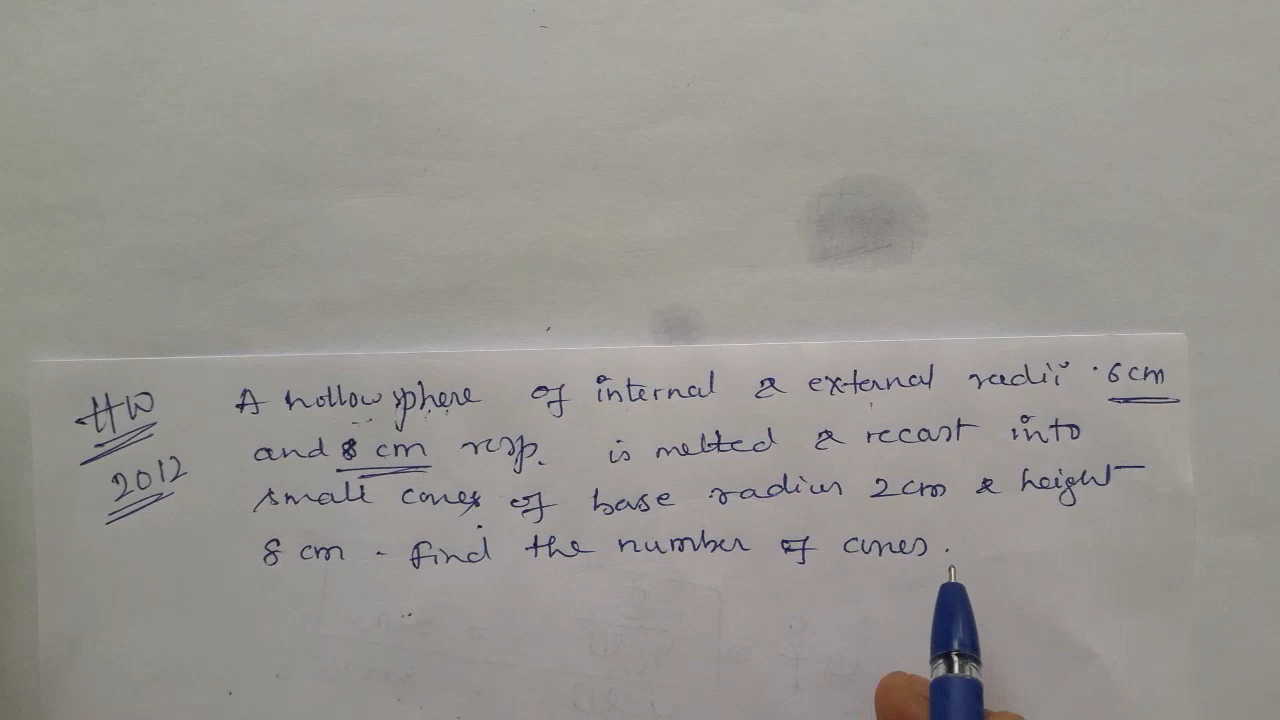 HW A hollow sphere of internal & external radii 6cm
and 8 cm resp. is melted & recast into
2012
small cones of base radius 2cm & height
8 cm. find the number of cones.